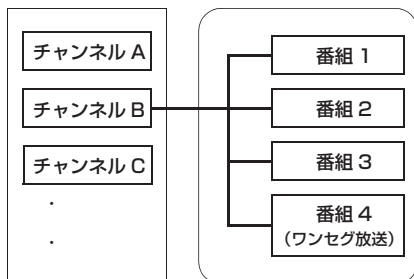 チャンネル A
チャンネル B
チャンネル C
・
・
番組 1
番組 2
番組 3
番組 4
（ワンセグ放送）